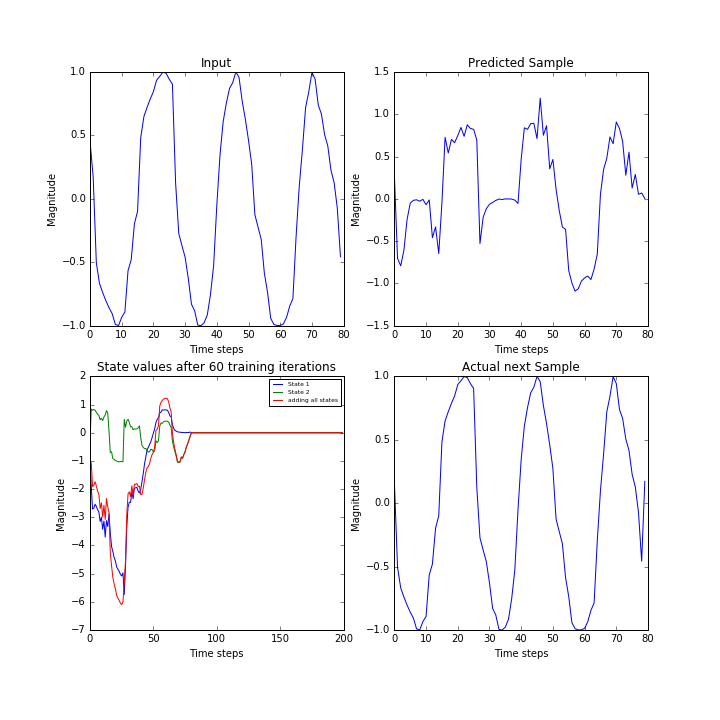 Input
Magnitude
1.0
0.5
0.0
−0.5
−1.0
0 10 20 30 40 50 60 70 80
Time steps
Predicted Sample
Magnitude
1.5
1.0
0.5
0.0
−0.5
−1.0
−1.5
0 10 20 30 40 50 60 70 80
Time steps
State values after 60 training iterations
Magnitude
2
1
0
−1
−2
−3
−4
−5
−6
−7
State 1
State 2
adding all states
0 50 100 150 200
Time steps
Actual next Sample
Magnitude
1.0
0.5
0.0
−0.5
−1.0
0 10 20 30 40 50 60 70 80
Time steps